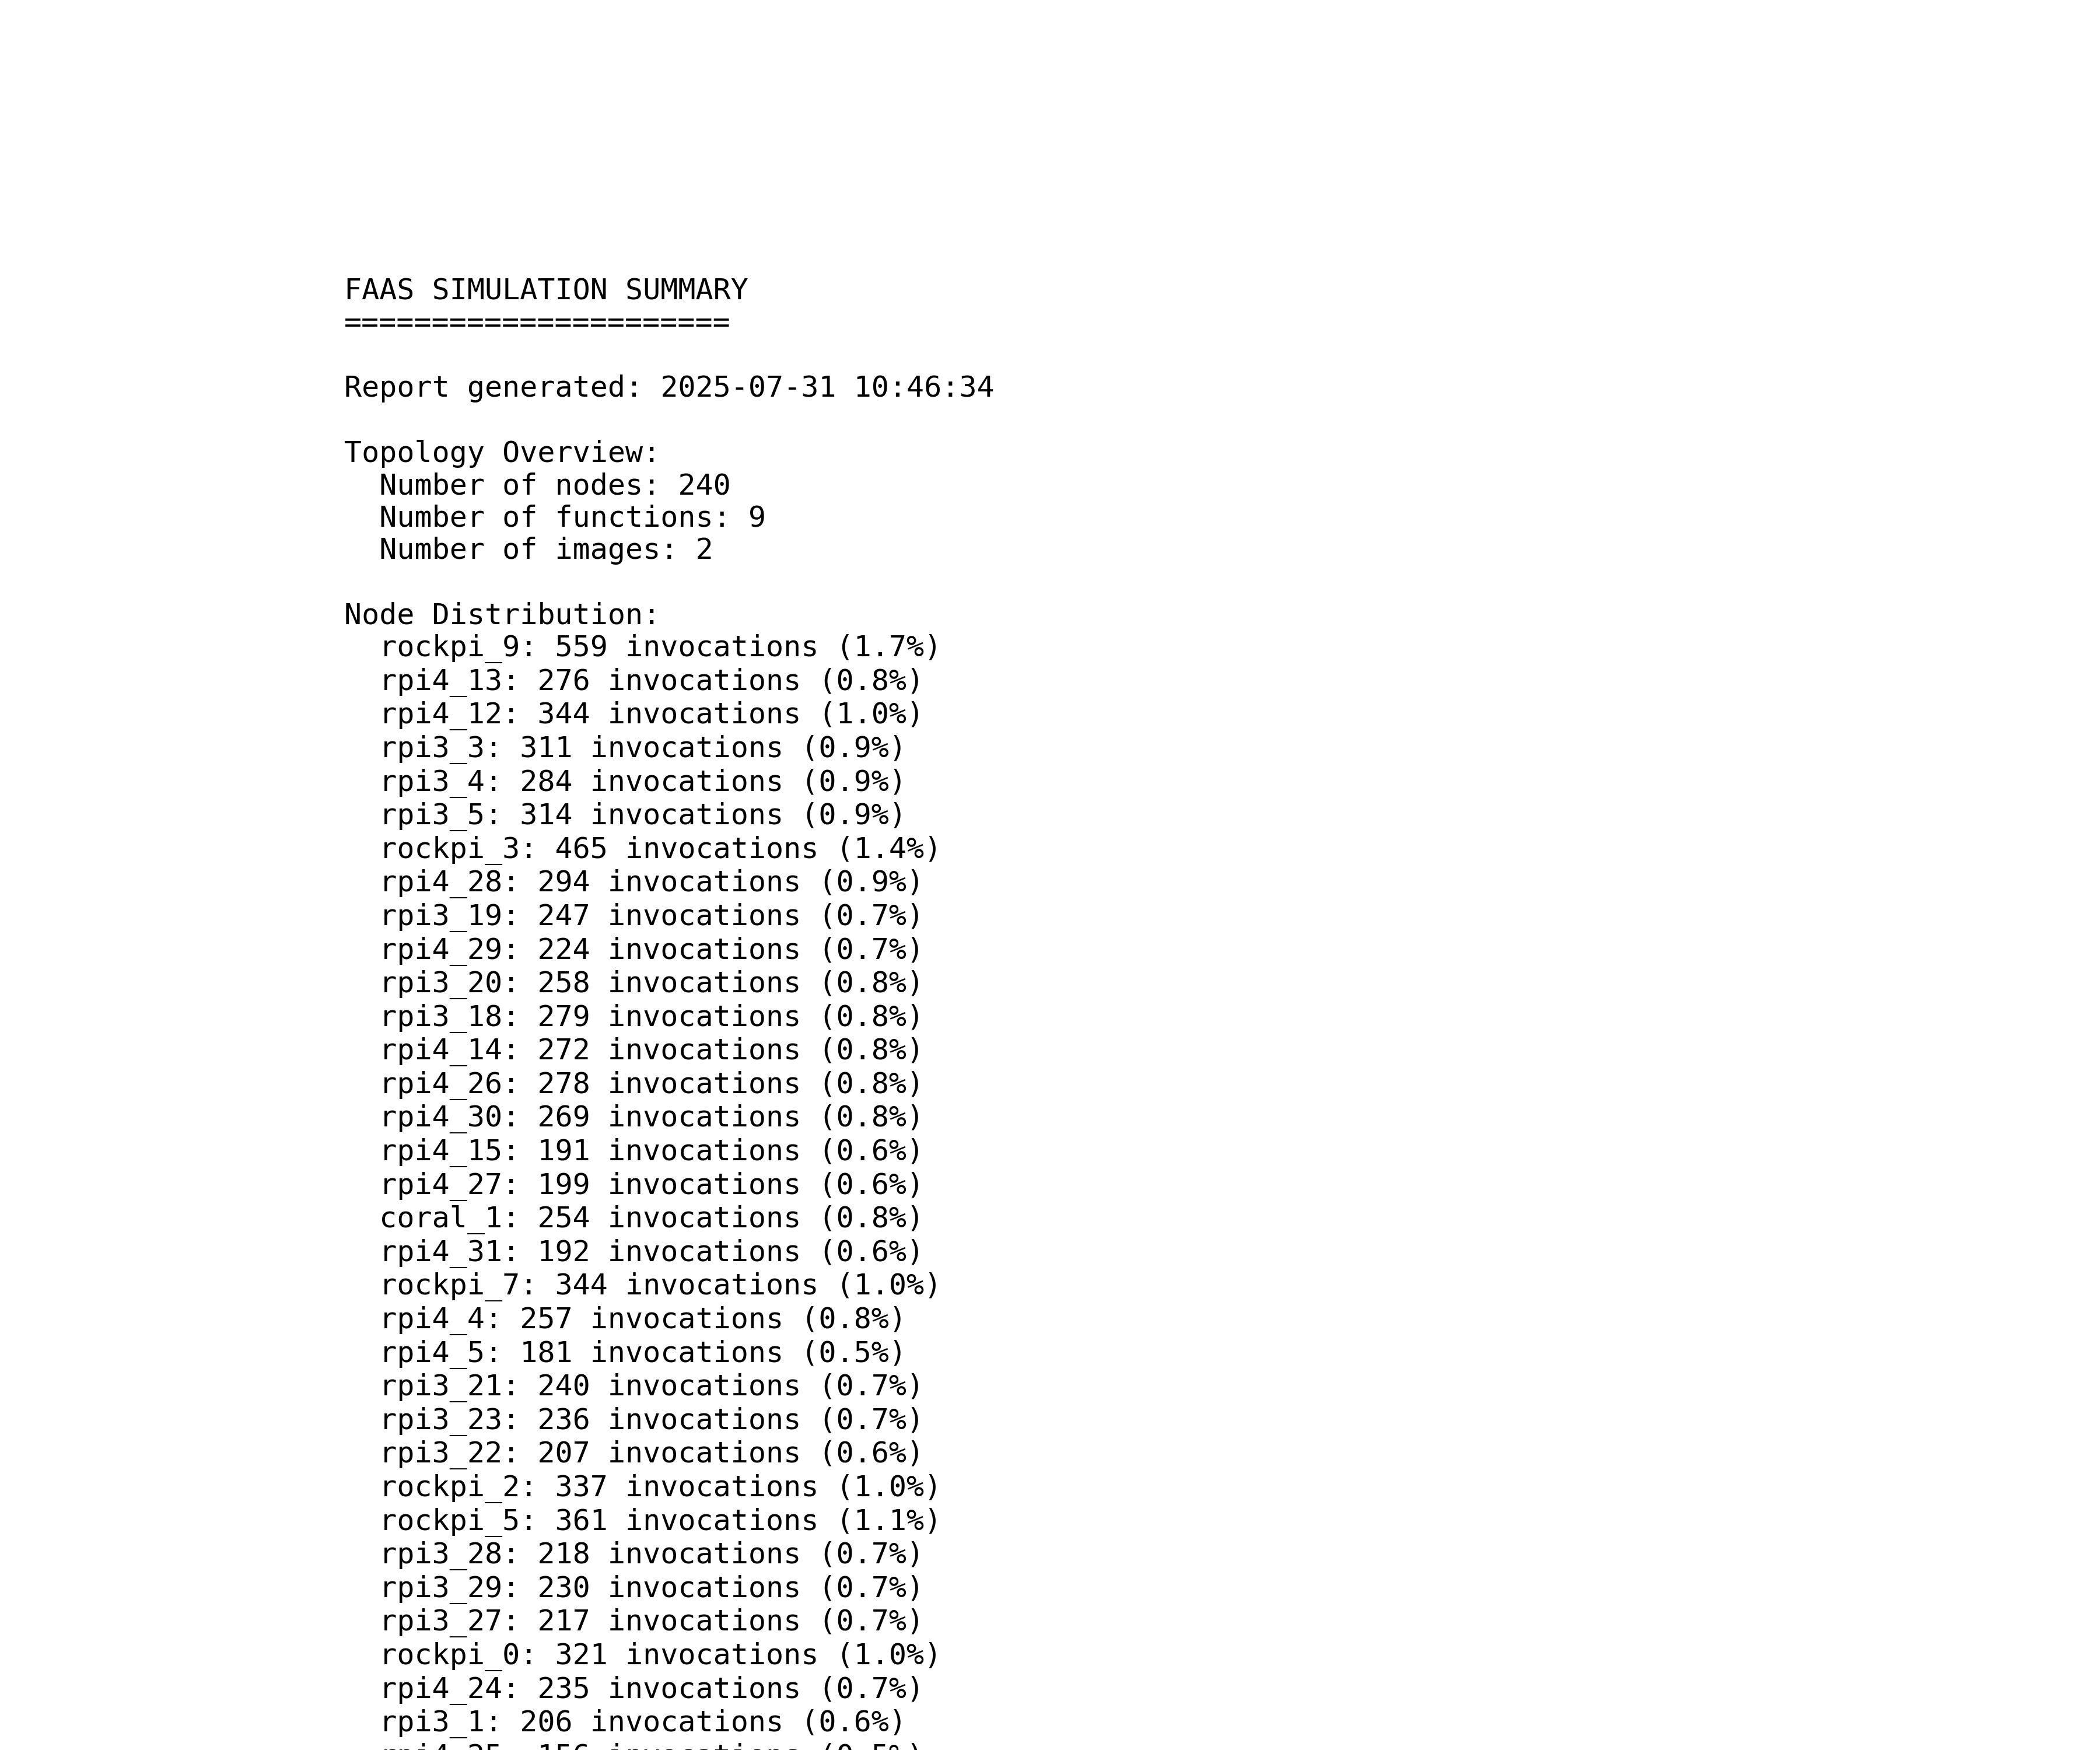 FAAS SIMULATION SUMMARY
======================
Report generated: 2025-07-31 10:46:34
Topology Overview:
Number of nodes: 240
Number of functions: 9
Number of images: 2
Node Distribution:
rockpi_9: 559 invocations (1.7%)
rpi4_13: 276 invocations (0.8%)
rpi4_12: 344 invocations (1.0%)
rpi3_3: 311 invocations (0.9%)
rpi3_4: 284 invocations (0.9%)
rpi3_5: 314 invocations (0.9%)
rockpi_3: 465 invocations (1.4%)
rpi4_28: 294 invocations (0.9%)
rpi3_19: 247 invocations (0.7%)
rpi4_29: 224 invocations (0.7%)
rpi3_20: 258 invocations (0.8%)
rpi3_18: 279 invocations (0.8%)
rpi4_14: 272 invocations (0.8%)
rpi4_26: 278 invocations (0.8%)
rpi4_30: 269 invocations (0.8%)
rpi4_15: 191 invocations (0.6%)
rpi4_27: 199 invocations (0.6%)
coral_1: 254 invocations (0.8%)
rpi4_31: 192 invocations (0.6%)
rockpi_7: 344 invocations (1.0%)
rpi4_4: 257 invocations (0.8%)
rpi4_5: 181 invocations (0.5%)
rpi3_21: 240 invocations (0.7%)
rpi3_23: 236 invocations (0.7%)
rpi3_22: 207 invocations (0.6%)
rockpi_2: 337 invocations (1.0%)
rockpi_5: 361 invocations (1.1%)
rpi3_28: 218 invocations (0.7%)
rpi3_29: 230 invocations (0.7%)
rpi3_27: 217 invocations (0.7%)
rockpi_0: 321 invocations (1.0%)
rpi4_24: 235 invocations (0.7%)
rpi3_1: 206 invocations (0.6%)